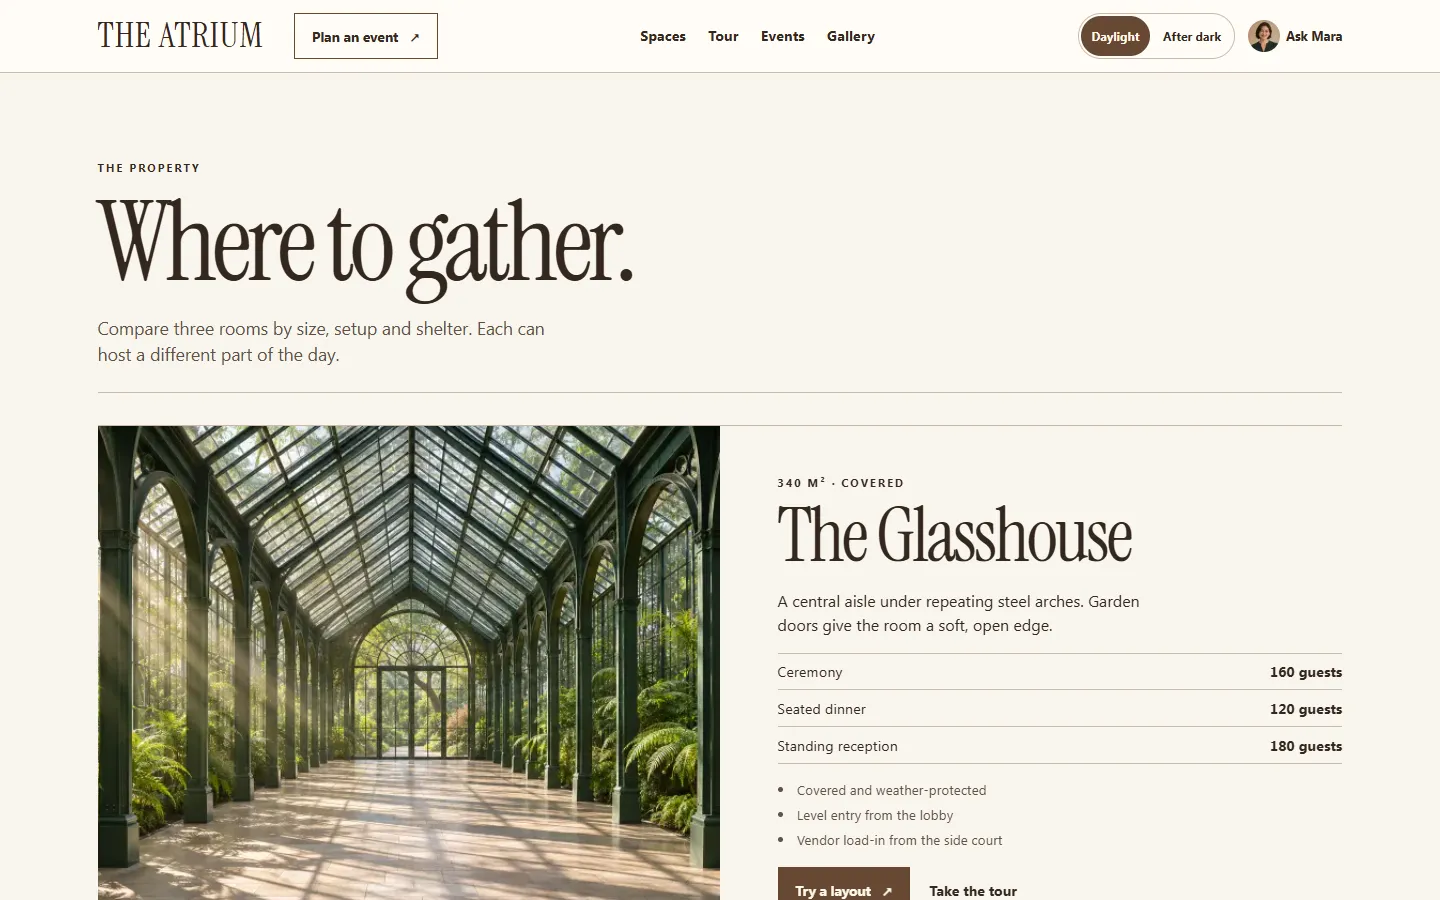 THE ATRIUM
Plan an event ↗
Spaces Tour Events Gallery
Daylight After dark
Ask Mara
THE PROPERTY
Where to gather.
Compare three rooms by size, setup and shelter. Each can
host a different part of the day.
340 M² · COVERED
The Glasshouse
A central aisle under repeating steel arches. Garden
doors give the room a soft, open edge.
Ceremony 160 guests
Seated dinner 120 guests
Standing reception 180 guests
• Covered and weather-protected
• Level entry from the lobby
• Vendor load-in from the side court
Try a layout ↗ Take the tour